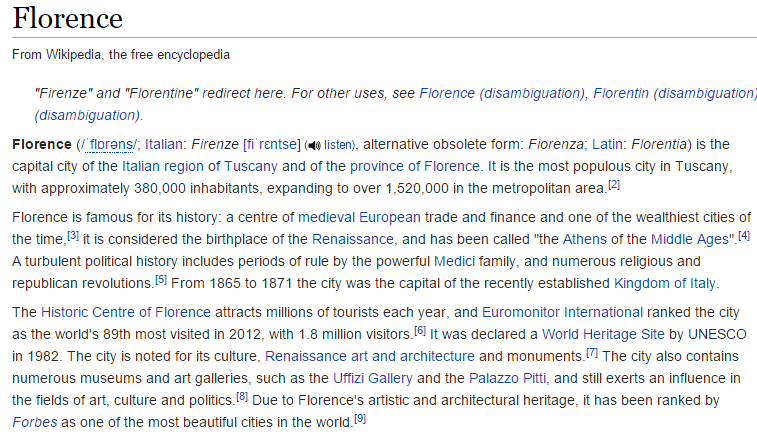 Florence
From Wikipedia, the free encyclopedia
"Firenze" and "Florentine" redirect here. For other uses, see Florence (disambiguation), Florentin (disambiguation)
(disambiguation).
Florence (/ˈflɒrəns/; Italian: Firenze [fiˈrɛntse] (listen), alternative obsolete form: Fiorenza; Latin: Florentia) is the
capital city of the Italian region of Tuscany and of the province of Florence. It is the most populous city in Tuscany,
with approximately 380,000 inhabitants, expanding to over 1,520,000 in the metropolitan area.[2]
Florence is famous for its history: a centre of medieval European trade and finance and one of the wealthiest cities of
the time,[3] it is considered the birthplace of the Renaissance, and has been called "the Athens of the Middle Ages".[4]
A turbulent political history includes periods of rule by the powerful Medici family, and numerous religious and
republican revolutions.[5] From 1865 to 1871 the city was the capital of the recently established Kingdom of Italy.
The Historic Centre of Florence attracts millions of tourists each year, and Euromonitor International ranked the city
as the world's 89th most visited in 2012, with 1.8 million visitors.[6] It was declared a World Heritage Site by UNESCO
in 1982. The city is noted for its culture, Renaissance art and architecture and monuments.[7] The city also contains
numerous museums and art galleries, such as the Uffizi Gallery and the Palazzo Pitti, and still exerts an influence in
the fields of art, culture and politics.[8] Due to Florence's artistic and architectural heritage, it has been ranked by
Forbes as one of the most beautiful cities in the world.[9]